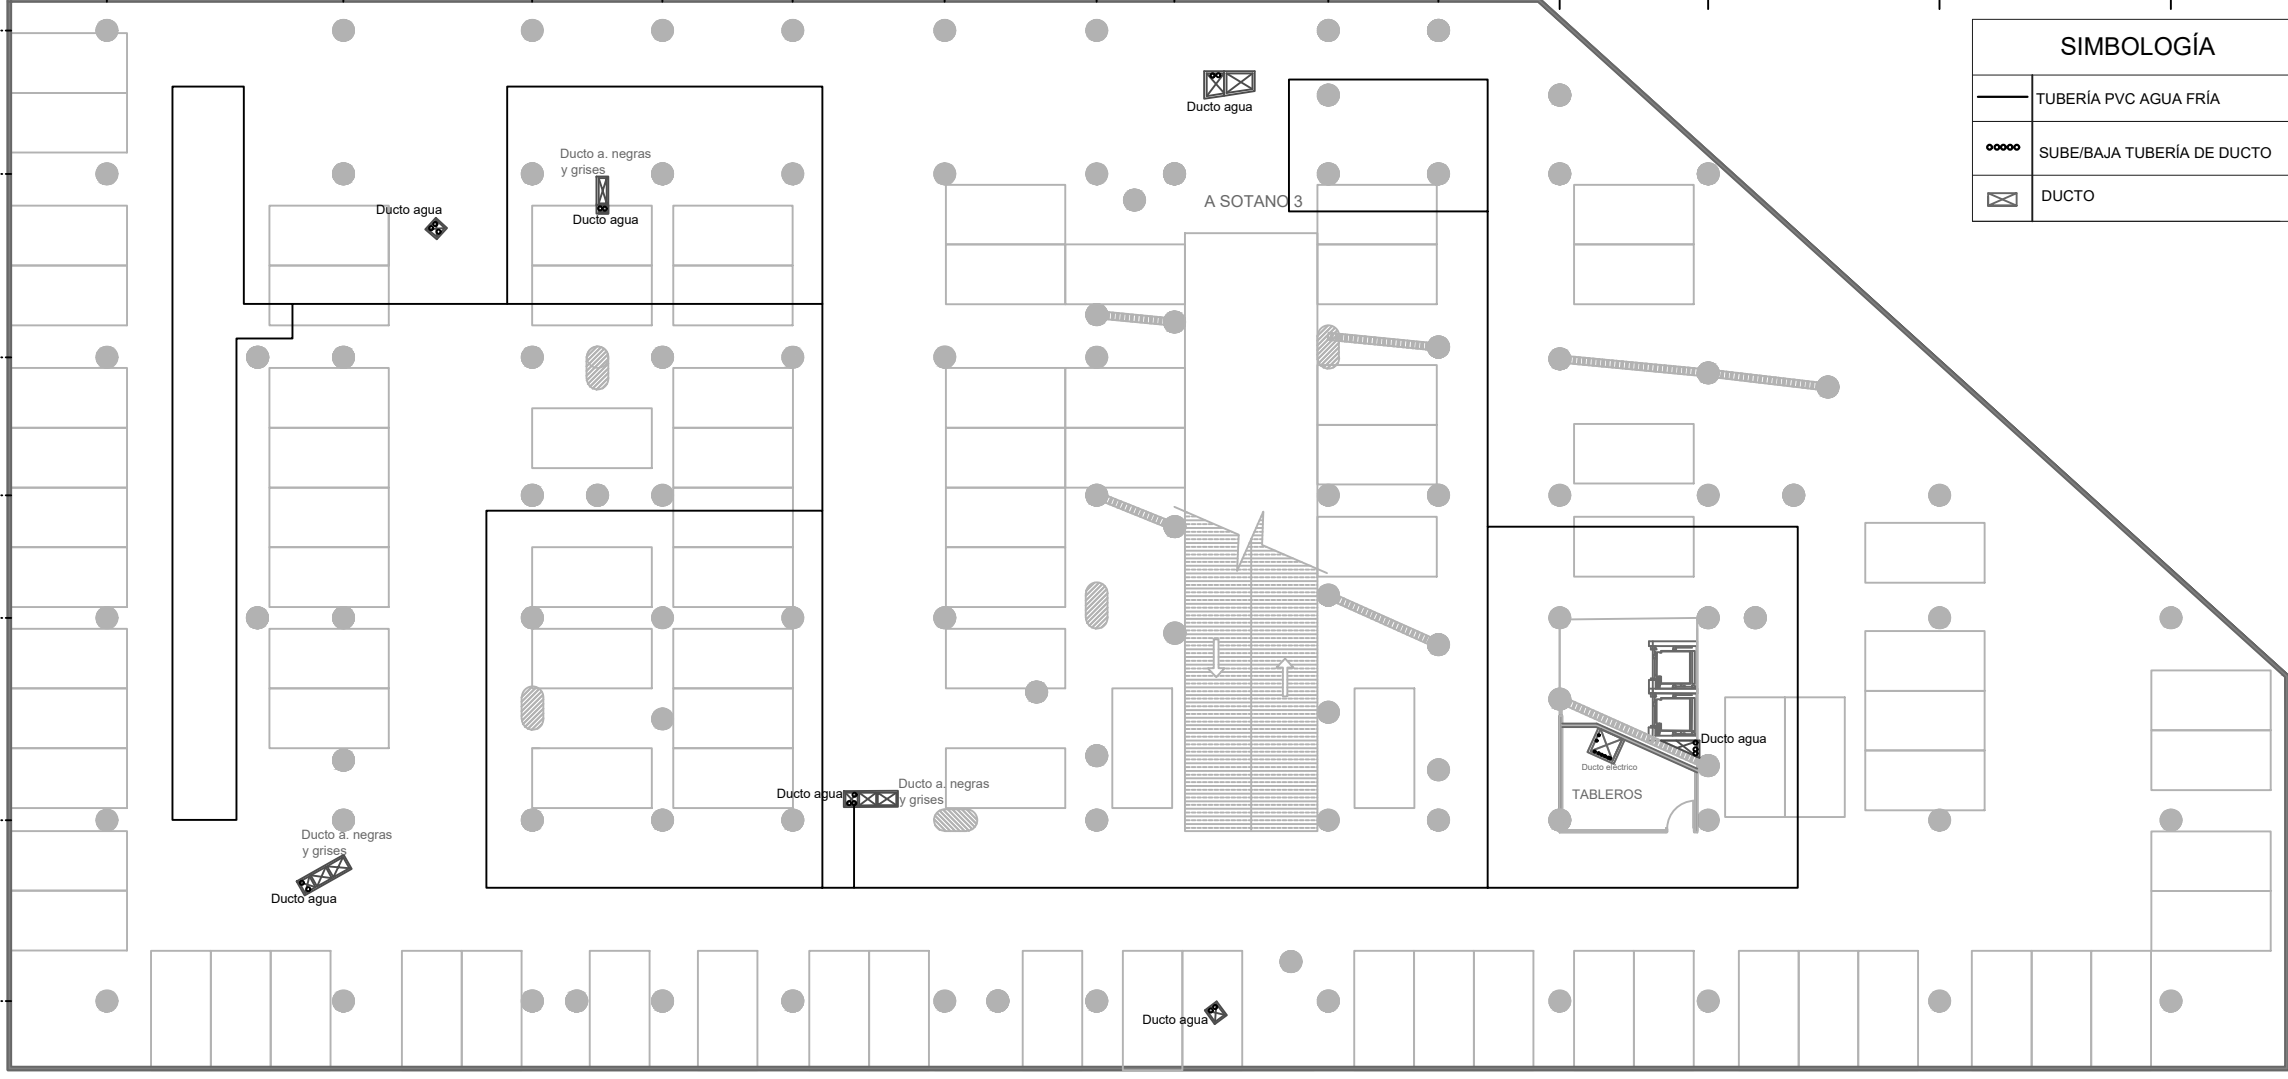 SIMBOLOGÍA
TUBERÍA PVC AGUA FRÍA
SUBE/BAJA TUBERÍA DE DUCTO
DUCTO
Ducto agua
Ducto a. negras
y grises
Ducto agua
Ducto agua
A SOTANO 3
Ducto agua
Ducto eléctrico
TABLEROS
Ducto agua
Ducto a. negras
y grises
Ducto a. negras
y grises
Ducto agua
Ducto agua